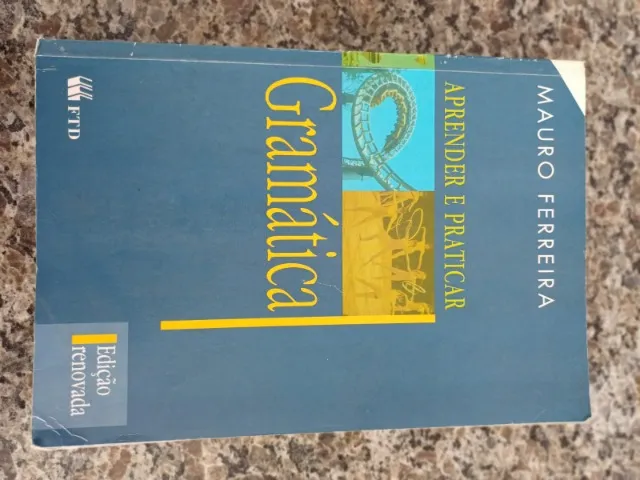 MAURO FERREIRA
APRENDER E PRATICAR
Gramática
Edição
renovada
FTD